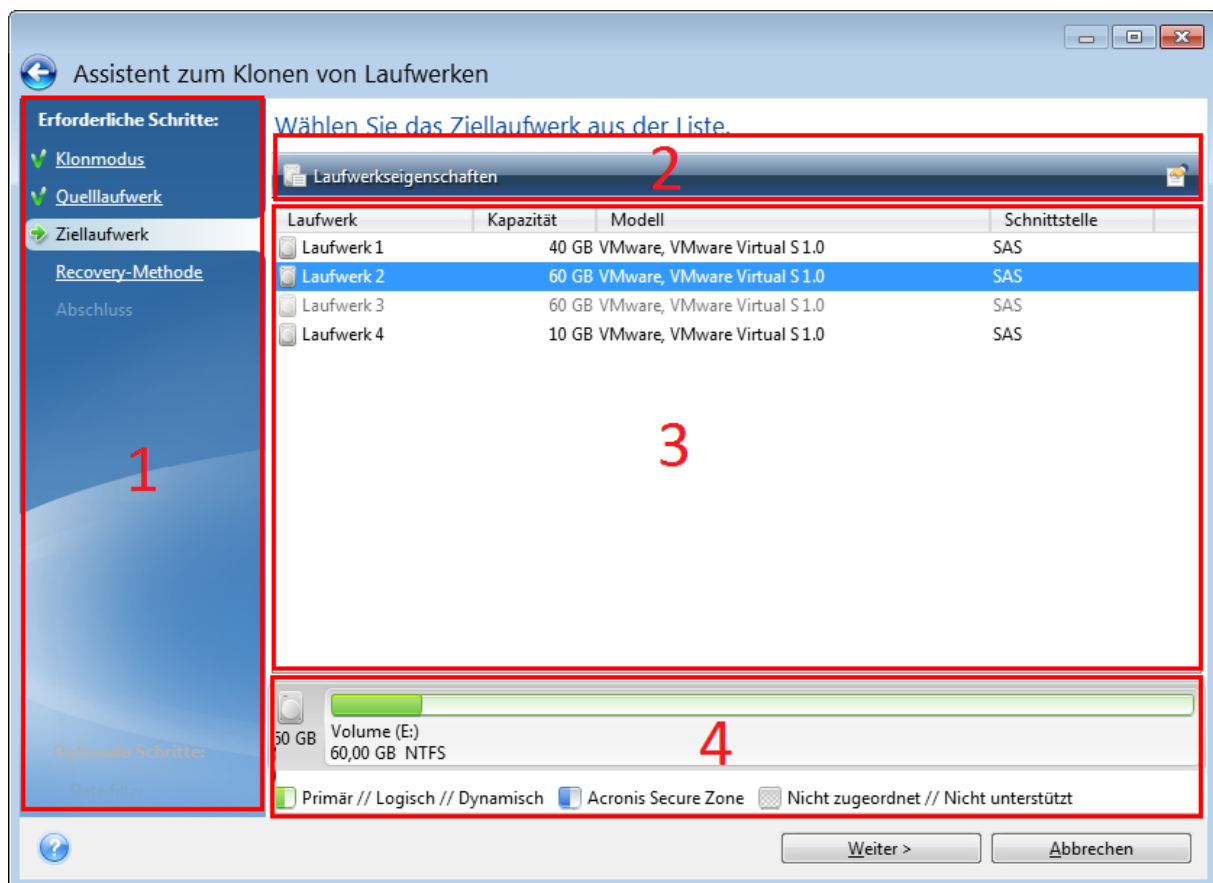 Assistent zum Klonen von Laufwerken
Erforderliche Schritte:
Klonmodus
Quelllaufwerk
Ziellaufwerk
Recovery-Methode
Abschluss
1
Optionale Schritte:
Wählen Sie das Ziellaufwerk aus der Liste.
Laufwerkseigenschaften
2
Laufwerk Kapazität Modell Schnittstelle
Laufwerk 1 40 GB VMware, VMware Virtual S 1.0 SAS
Laufwerk 2 60 GB VMware, VMware Virtual S 1.0 SAS
Laufwerk 3 60 GB VMware, VMware Virtual S 1.0 SAS
Laufwerk 4 10 GB VMware, VMware Virtual S 1.0 SAS
3
Volume (E:)
60 GB 60,00 GB NTFS
4
Primär // Logisch // Dynamisch Acronis Secure Zone Nicht zugeordnet // Nicht unterstützt
Weiter > Abbrechen